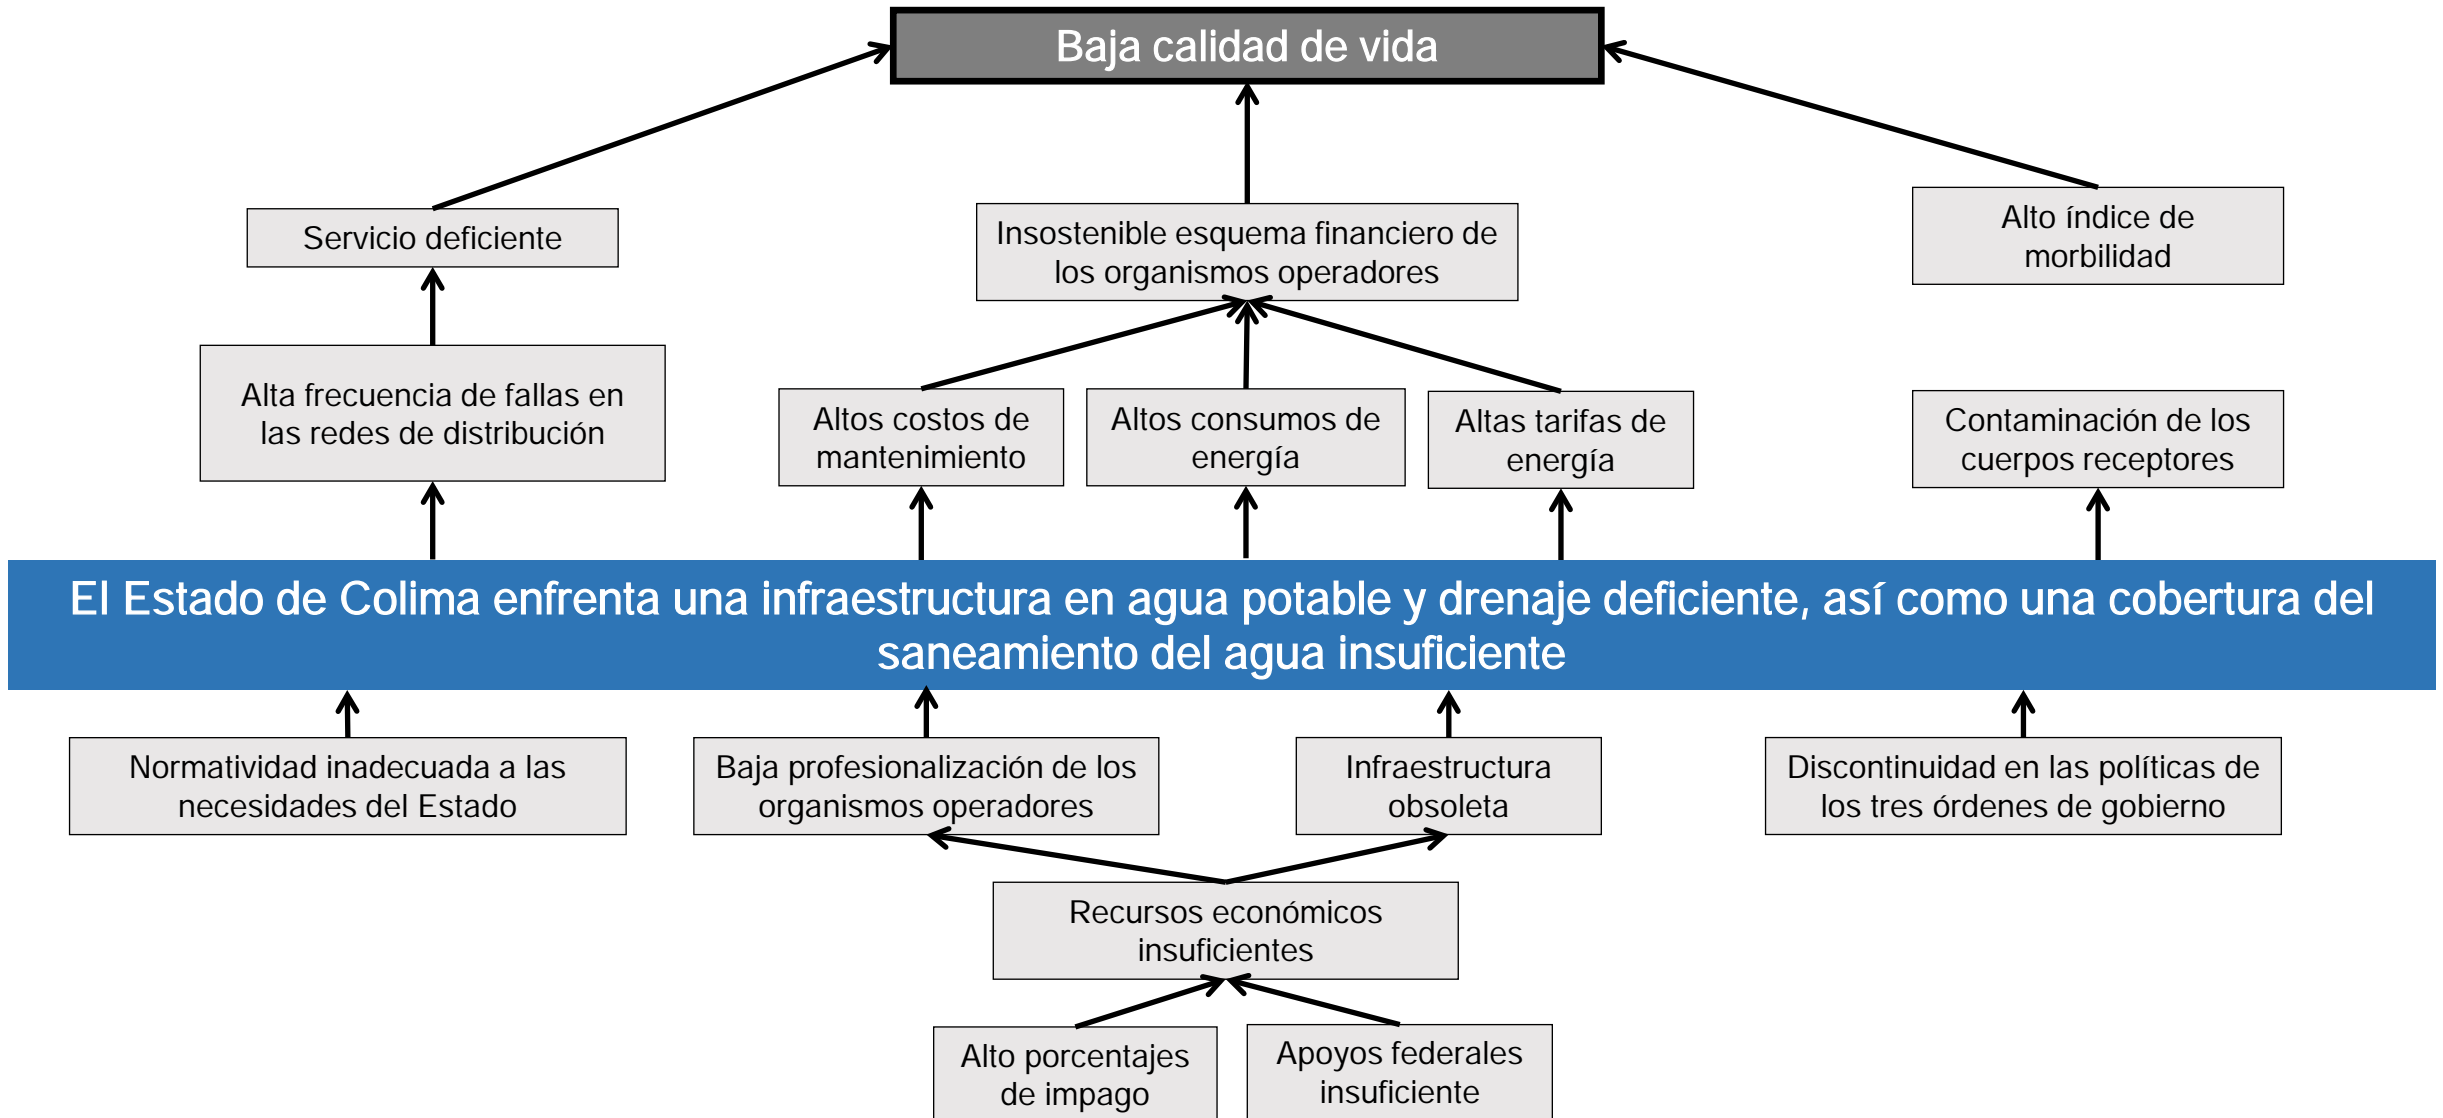 Baja calidad de vida
Servicio deficiente
Insostenible esquema financiero de
los organismos operadores
Alto índice de
morbilidad
Alta frecuencia de fallas en
las redes de distribución
Altos costos de
mantenimiento
Altos consumos de
energía
Altas tarifas de
energía
Contaminación de los
cuerpos receptores
El Estado de Colima enfrenta una infraestructura en agua potable y drenaje deficiente, así como una cobertura del
saneamiento del agua insuficiente
Normatividad inadecuada a las
necesidades del Estado
Baja profesionalización de los
organismos operadores
Infraestructura
obsoleta
Discontinuidad en las políticas de
los tres órdenes de gobierno
Recursos económicos
insuficientes
Alto porcentajes
de impago
Apoyos federales
insuficiente